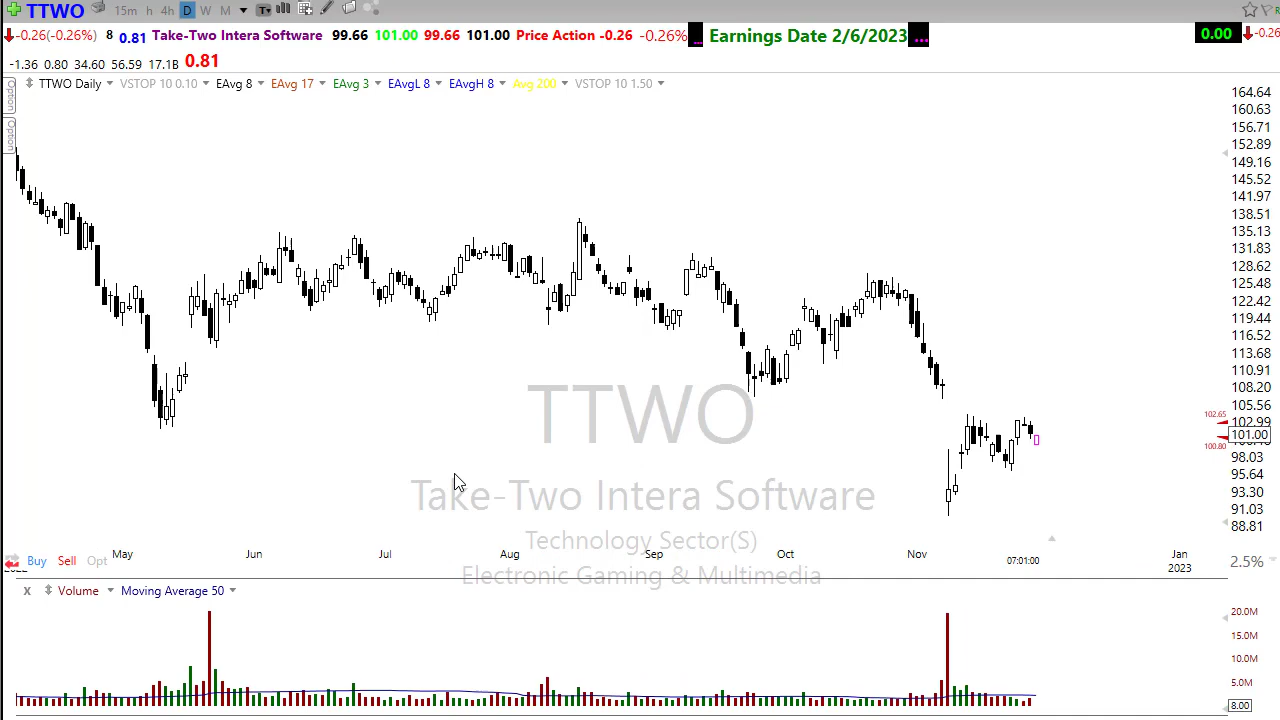 TTWO 15m h 4h D W M T
-0.26(-0.26%) 8 0.81 Take-Two Intera Software 99.66 101.00 99.66 101.00 Price Action -0.26 -0.26% ... Earnings Date 2/6/2023 ... 0.00 -0.26
-1.36 0.80 34.60 56.59 17.1B 0.81
Option
Option
TTWO Daily VSTOP 10 0.10 EAvg 8 EAvg 17 EAvg 3 EAvgL 8 EAvgH 8 Avg 200 VSTOP 10 1.50
164.64
160.63
156.71
152.89
149.16
145.52
141.97
138.51
135.13
131.83
128.62
125.48
122.42
119.44
116.52
113.68
110.91
108.20
105.56
102.65
102.99
101.00
100.80
98.03
95.64
93.30
91.03
88.81
TTWO
Take-Two Intera Software
Technology Sector(S)
Electronic Gaming & Multimedia
May Jun Jul Aug Sep Oct Nov Jan
Buy Sell Opt 07:01:00 2023 2.5%
x Volume Moving Average 50
20.0M
15.0M
10.0M
5.0M
8.00